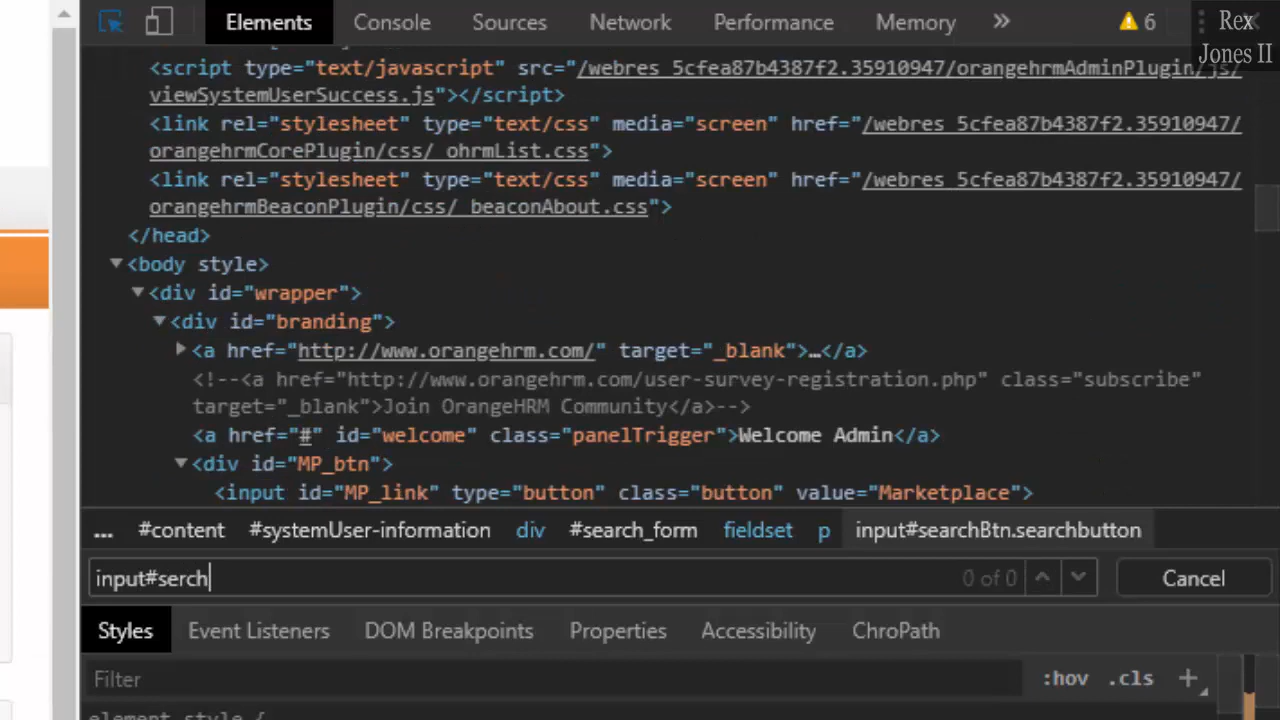 Elements Console Sources Network Performance Memory » 6
Rex
Jones II
<script type="text/javascript" src="/webres_5cfea87b4387f2.35910947/orangehrmAdminPlugin/js/
viewSystemUserSuccess.js"></script>
<link rel="stylesheet" type="text/css" media="screen" href="/webres_5cfea87b4387f2.35910947/
orangehrmCorePlugin/css/_ohrmList.css">
<link rel="stylesheet" type="text/css" media="screen" href="/webres_5cfea87b4387f2.35910947/
orangehrmBeaconPlugin/css/_beaconAbout.css">
</head>
<body style>
<div id="wrapper">
<div id="branding">
<a href="http://www.orangehrm.com/" target="_blank">…</a>
<!--<a href="http://www.orangehrm.com/user-survey-registration.php" class="subscribe"
target="_blank">Join OrangeHRM Community</a>-->
<a href="#" id="welcome" class="panelTrigger">Welcome Admin</a>
<div id="MP_btn">
<input id="MP_link" type="button" class="button" value="Marketplace">
... #content #systemUser-information div #search_form fieldset p input#searchBtn.searchbutton
input#serch 0 of 0 Cancel
Styles Event Listeners DOM Breakpoints Properties Accessibility ChroPath
Filter :hov .cls +
element.style {